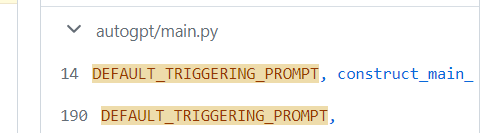 autogpt/main.py
14 DEFAULT_TRIGGERING_PROMPT, construct_main_
190 DEFAULT_TRIGGERING_PROMPT,